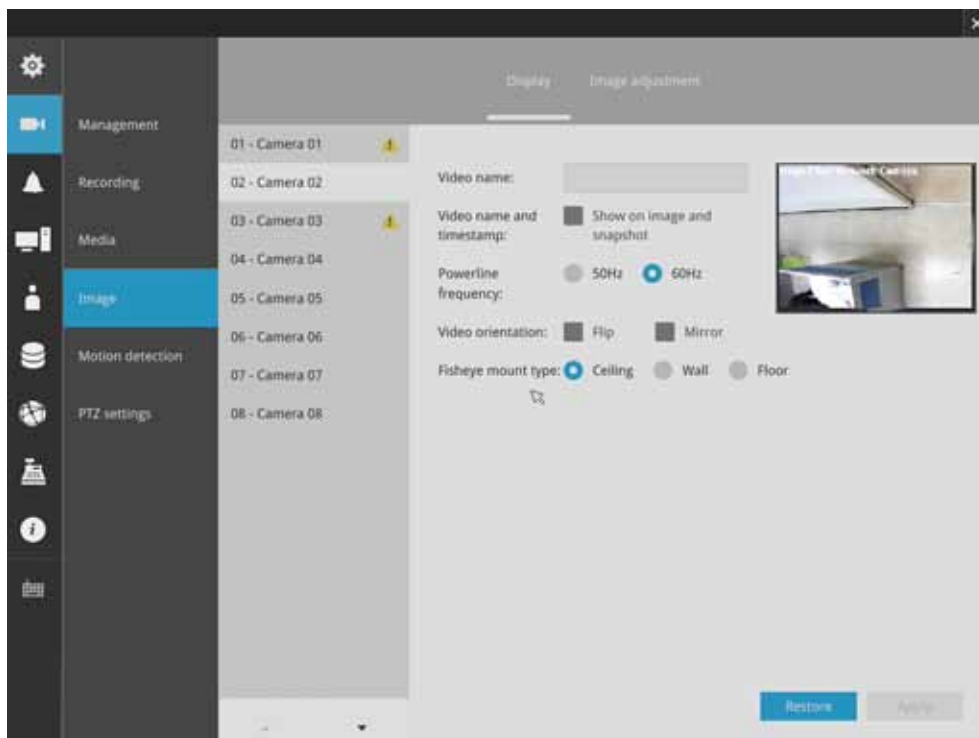 Display Image adjustment
Management
Recording
Media
Image
Motion detection
PTZ settings
01 - Camera 01
02 - Camera 02
03 - Camera 03
04 - Camera 04
05 - Camera 05
06 - Camera 06
07 - Camera 07
08 - Camera 08
Video name:
Video name and
timestamp:
Show on image and
snapshot
Powerline
frequency:
50Hz 60Hz
Video orientation: Flip Mirror
Fisheye mount type: Ceiling Wall Floor
Network Camera
Restore Apply